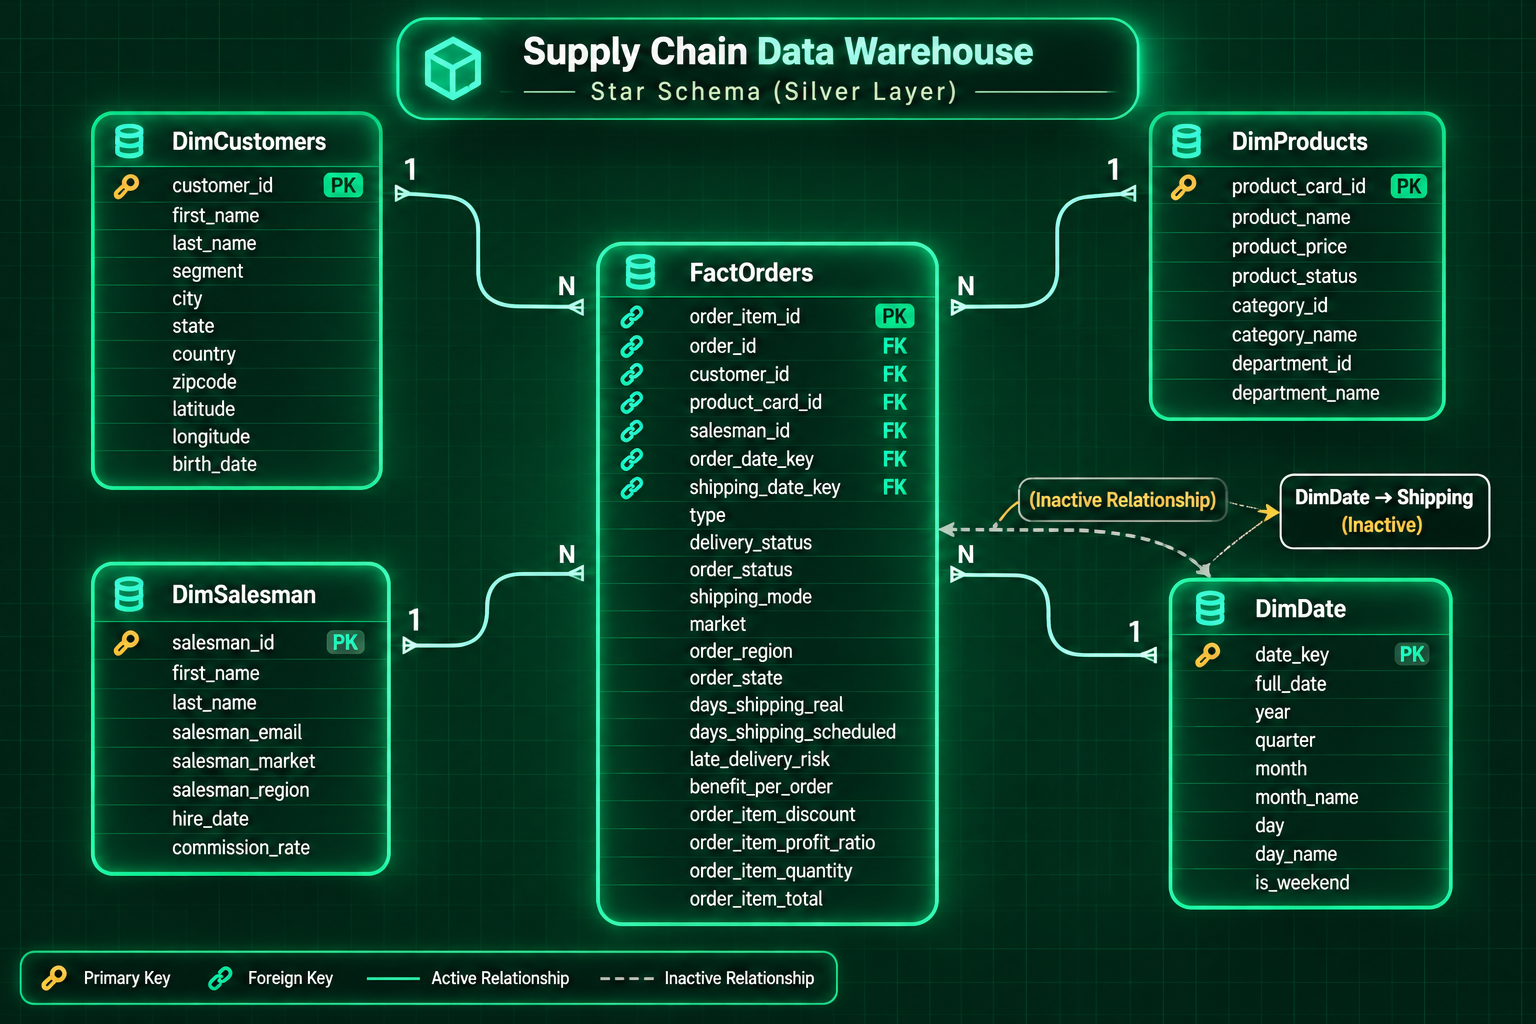 Supply Chain Data Warehouse
Star Schema (Silver Layer)
DimCustomers
customer_id PK
first_name
last_name
segment
city
state
country
zipcode
latitude
longitude
birth_date
1
N
DimProducts
product_card_id PK
product_name
product_price
product_status
category_id
category_name
department_id
department_name
1
N
FactOrders
order_item_id PK
order_id FK
customer_id FK
product_card_id FK
salesman_id FK
order_date_key FK
shipping_date_key FK
type
delivery_status
order_status
shipping_mode
market
order_region
order_state
days_shipping_real
days_shipping_scheduled
late_delivery_risk
benefit_per_order
order_item_discount
order_item_profit_ratio
order_item_quantity
order_item_total
(Inactive Relationship)
DimDate → Shipping
(Inactive)
DimSalesman
salesman_id PK
first_name
last_name
salesman_email
salesman_market
salesman_region
hire_date
commission_rate
1
N
DimDate
date_key PK
full_date
year
quarter
month
month_name
day
day_name
is_weekend
N
1
Primary Key
Foreign Key
Active Relationship
Inactive Relationship